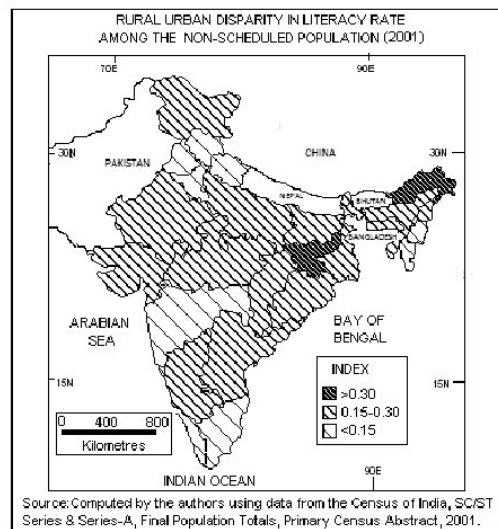 RURAL URBAN DISPARITY IN LITERACY RATE
AMONG THE NON-SCHEDULED POPULATION (2001)
70E
90E
30N
30N
CHINA
PAKISTAN
NEPAL
BHUTAN
BANGLADESH
ARABIAN
SEA
BAY OF
BENGAL
INDEX
>0.30
0.15-0.30
<0.15
15N
15N
0 400 800
Kilometres
INDIAN OCEAN
90E
Source: Computed by the authors using data from the Census of India, SC/ST
Series & Series-A, Final Population Totals, Primary Census Abstract, 2001.